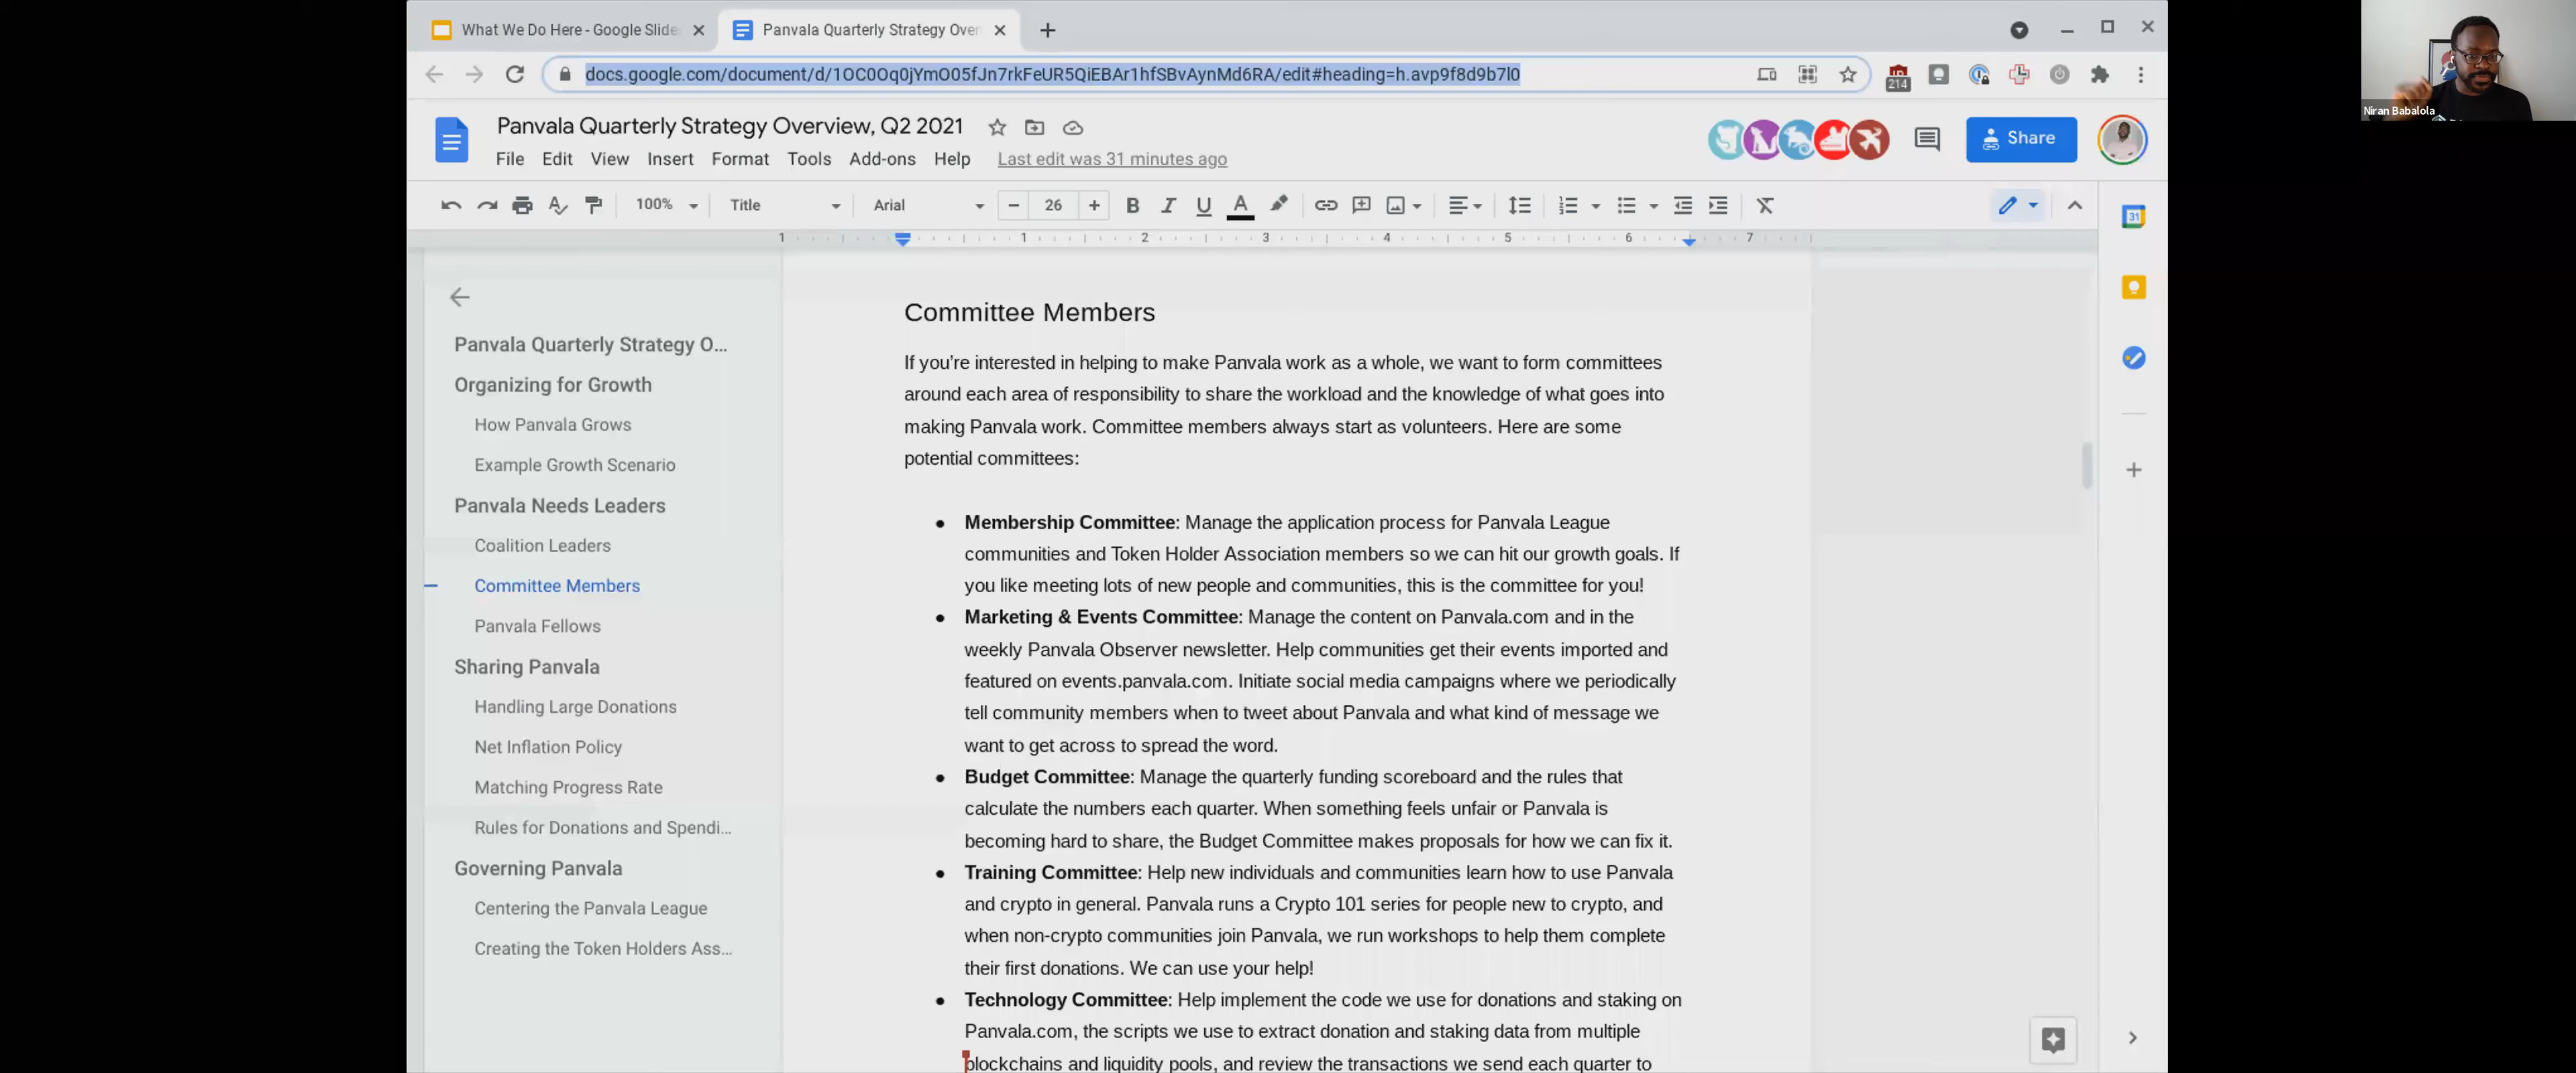 What We Do Here - Google Slide
Panvala Quarterly Strategy Over
docs.google.com/document/d/1OC0Oq0jYmO05fJn7rkFeUR5QiEBAr1hfSBvAynMd6RA/edit#heading=h.avp9f8d9b7l0
214
Niran Babalola
Panvala Quarterly Strategy Overview, Q2 2021
File Edit View Insert Format Tools Add-ons Help Last edit was 31 minutes ago
Share
100% Title Arial 26
1 1 2 3 4 5 6 7
31
Panvala Quarterly Strategy O...
Organizing for Growth
How Panvala Grows
Example Growth Scenario
Panvala Needs Leaders
Coalition Leaders
Committee Members
Panvala Fellows
Sharing Panvala
Handling Large Donations
Net Inflation Policy
Matching Progress Rate
Rules for Donations and Spendi...
Governing Panvala
Centering the Panvala League
Creating the Token Holders Ass...
Committee Members
If you're interested in helping to make Panvala work as a whole, we want to form committees
around each area of responsibility to share the workload and the knowledge of what goes into
making Panvala work. Committee members always start as volunteers. Here are some
potential committees:
● Membership Committee: Manage the application process for Panvala League
communities and Token Holder Association members so we can hit our growth goals. If
you like meeting lots of new people and communities, this is the committee for you!
● Marketing & Events Committee: Manage the content on Panvala.com and in the
weekly Panvala Observer newsletter. Help communities get their events imported and
featured on events.panvala.com. Initiate social media campaigns where we periodically
tell community members when to tweet about Panvala and what kind of message we
want to get across to spread the word.
● Budget Committee: Manage the quarterly funding scoreboard and the rules that
calculate the numbers each quarter. When something feels unfair or Panvala is
becoming hard to share, the Budget Committee makes proposals for how we can fix it.
● Training Committee: Help new individuals and communities learn how to use Panvala
and crypto in general. Panvala runs a Crypto 101 series for people new to crypto, and
when non-crypto communities join Panvala, we run workshops to help them complete
their first donations. We can use your help!
● Technology Committee: Help implement the code we use for donations and staking on
Panvala.com, the scripts we use to extract donation and staking data from multiple
blockchains and liquidity pools, and review the transactions we send each quarter to